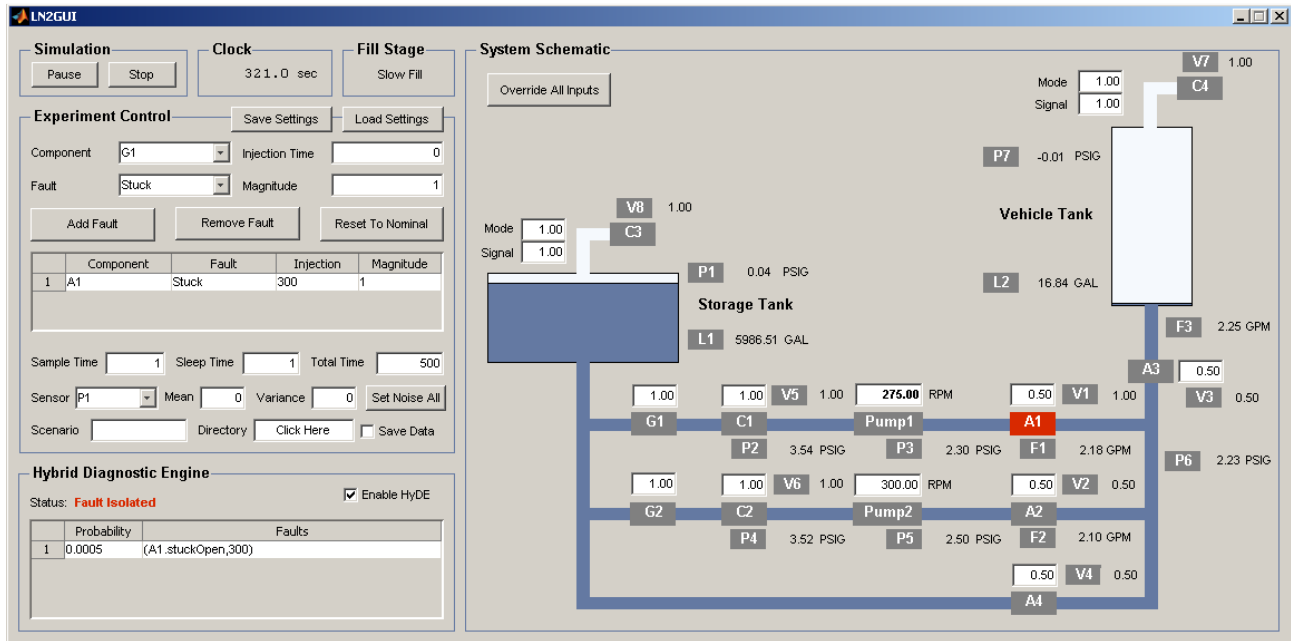 LN2GUI
Simulation
Pause Stop
Clock
321.0 sec
Fill Stage
Slow Fill
Experiment Control
Save Settings Load Settings
Component G1 Injection Time 0
Fault Stuck Magnitude 1
Add Fault Remove Fault Reset To Nominal
Component Fault Injection Magnitude
1 A1 Stuck 300 1
Sample Time 1 Sleep Time 1 Total Time 500
Sensor P1 Mean 0 Variance 0 Set Noise All
Scenario Directory Click Here Save Data
Hybrid Diagnostic Engine
Status: Fault Isolated Enable HyDE
Probability Faults
1 0.0005 (A1.stuckOpen,300)
System Schematic
Override All Inputs
V7 1.00
Mode 1.00 C4
Signal 1.00
P7 -0.01 PSIG
Vehicle Tank
L2 16.84 GAL
V8 1.00
Mode 1.00 C3
Signal 1.00
P1 0.04 PSIG
Storage Tank
L1 5986.51 GAL
F3 2.25 GPM
A3 0.50
V3 0.50
1.00 1.00 V5 1.00 275.00 RPM 0.50 V1 1.00
G1 C1 Pump1 A1
P2 3.54 PSIG P3 2.30 PSIG F1 2.18 GPM
P6 2.23 PSIG
1.00 1.00 V6 1.00 300.00 RPM 0.50 V2 0.50
G2 C2 Pump2 A2
P4 3.52 PSIG P5 2.50 PSIG F2 2.10 GPM
0.50 V4 0.50
A4